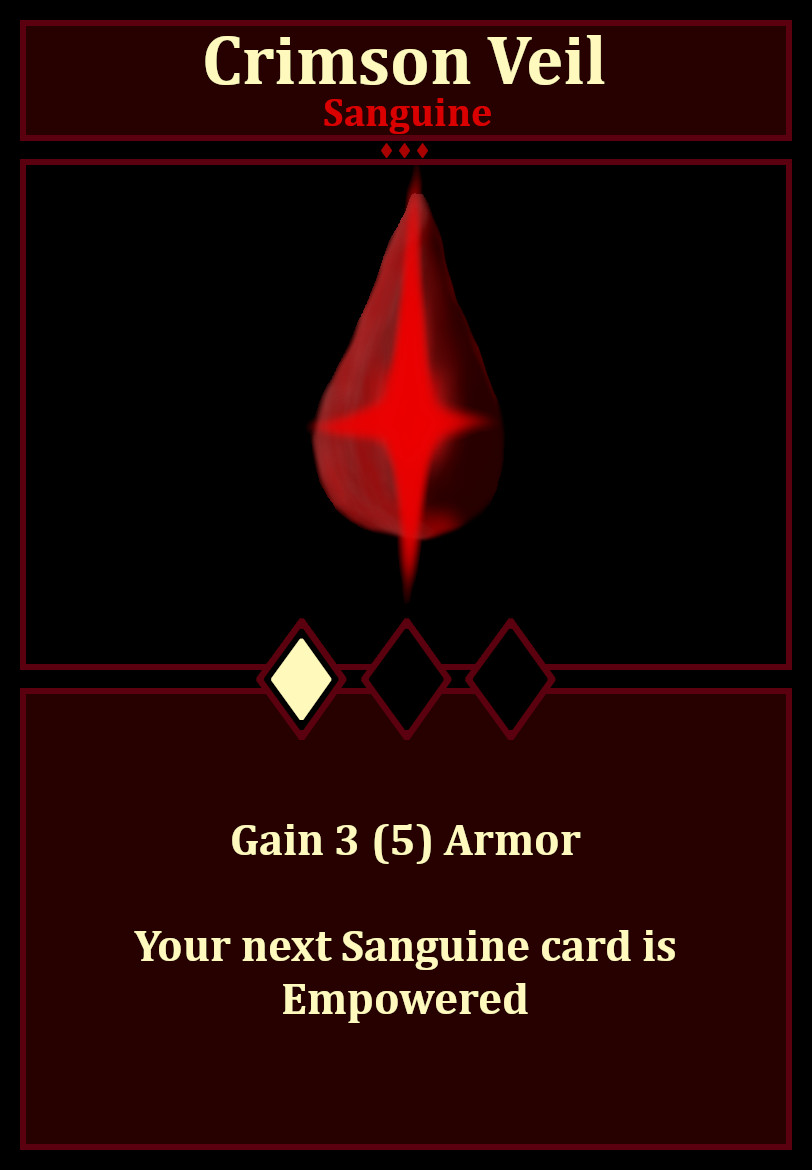 Crimson Veil
Sanguine
Gain 3 (5) Armor
Your next Sanguine card is
Empowered